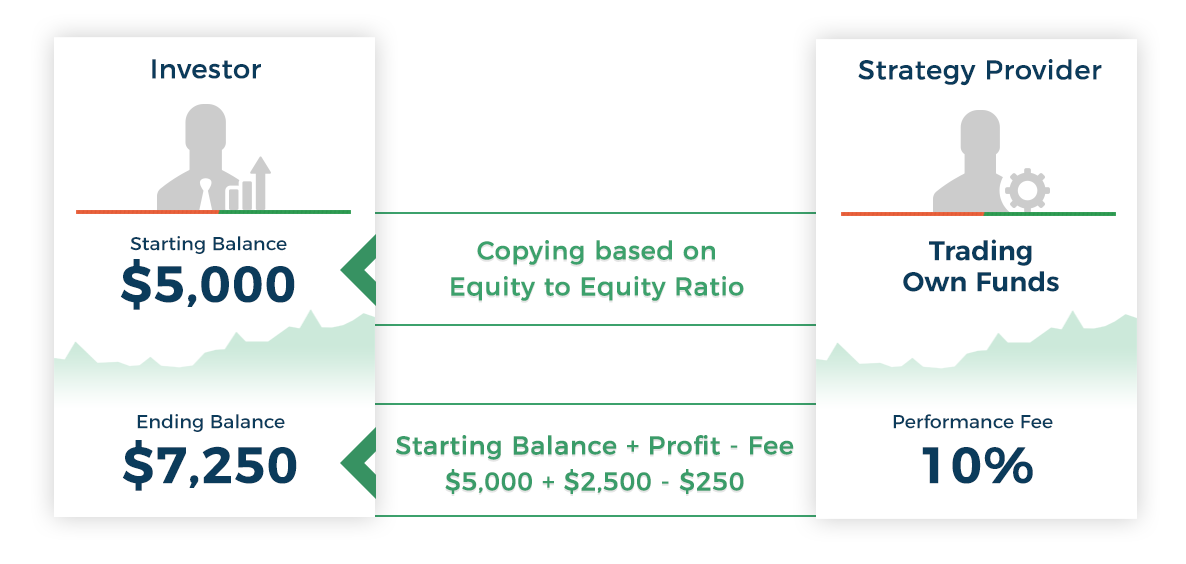 Investor
Starting Balance
$5,000
Ending Balance
$7,250
Copying based on
Equity to Equity Ratio
Starting Balance + Profit - Fee
$5,000 + $2,500 - $250
Strategy Provider
Trading
Own Funds
Performance Fee
10%